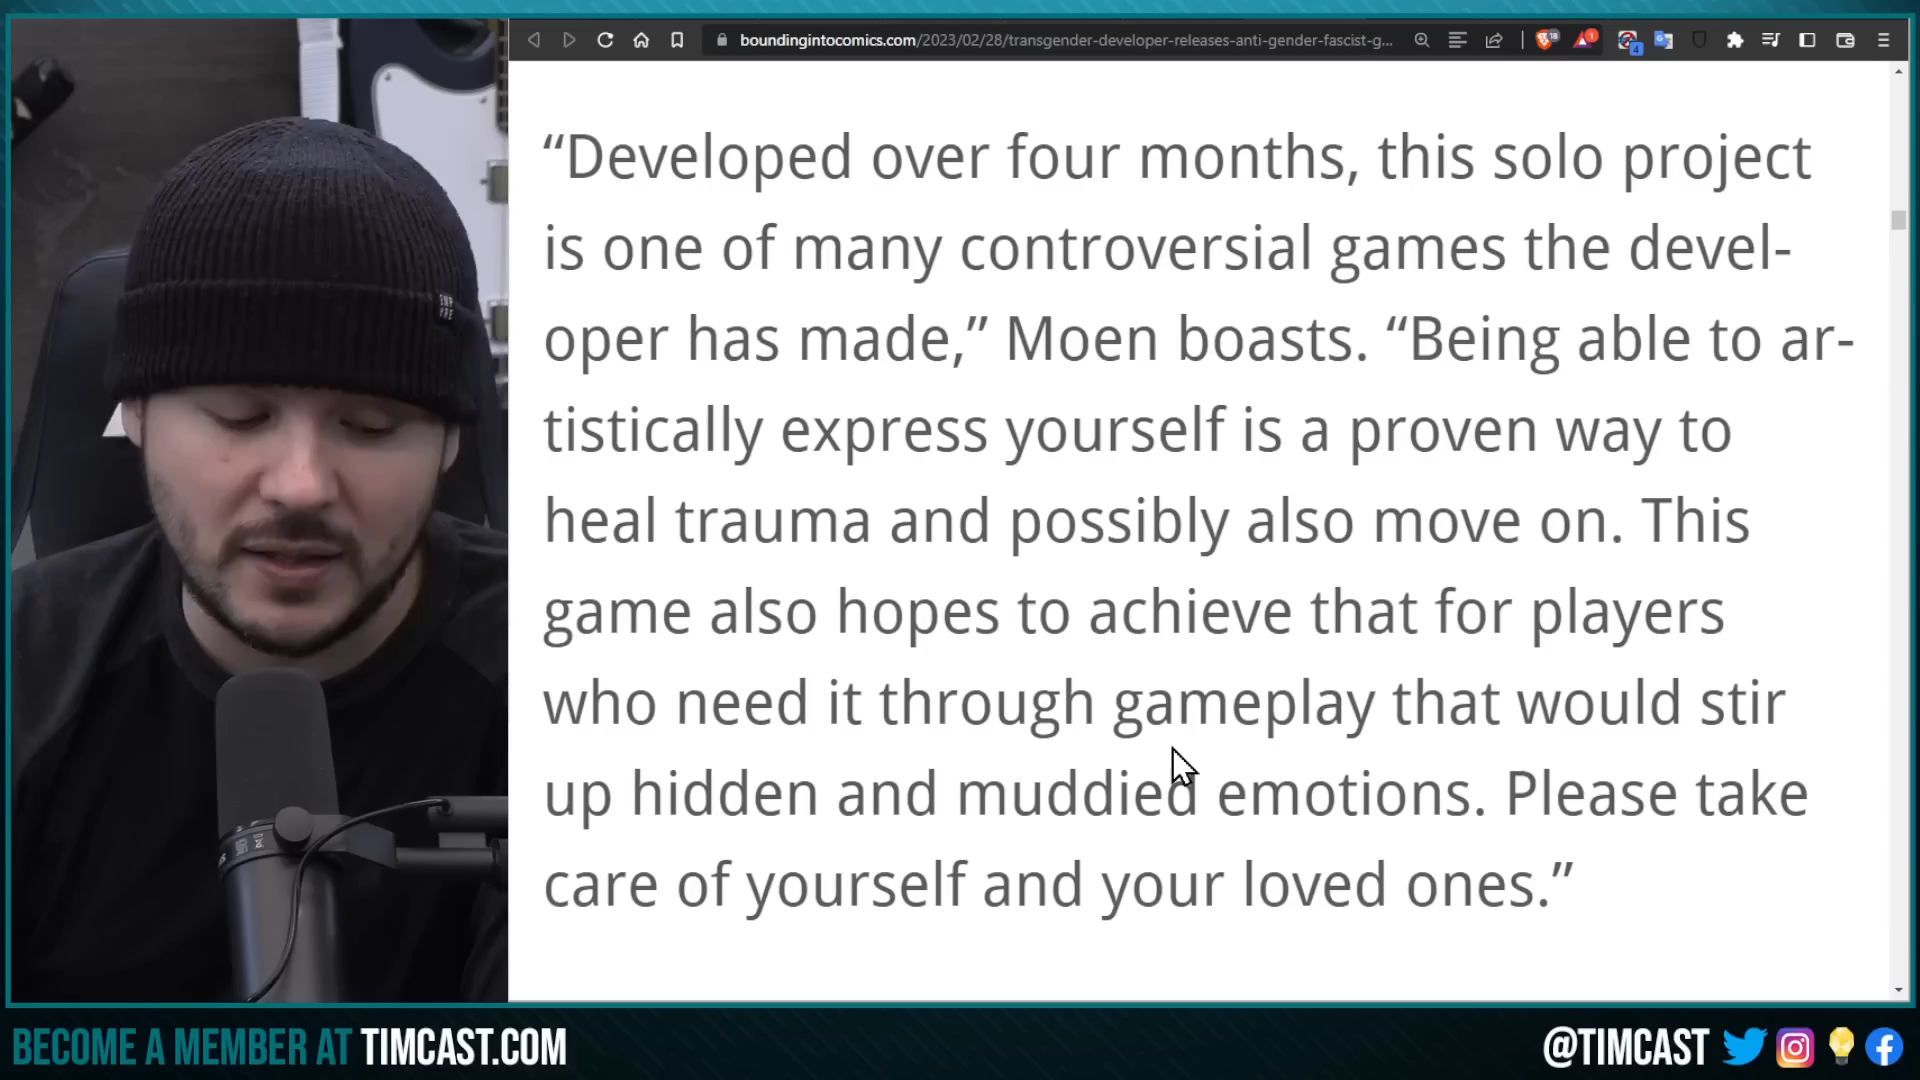 boundingintocomics.com/2023/02/28/transgender-developer-releases-anti-gender-fascist-g...
18
1
4
“Developed over four months, this solo project
is one of many controversial games the devel-
oper has made,” Moen boasts. “Being able to ar-
tistically express yourself is a proven way to
heal trauma and possibly also move on. This
game also hopes to achieve that for players
who need it through gameplay that would stir
up hidden and muddied emotions. Please take
care of yourself and your loved ones.”
BECOME A MEMBER AT TIMCAST.COM
@TIMCAST